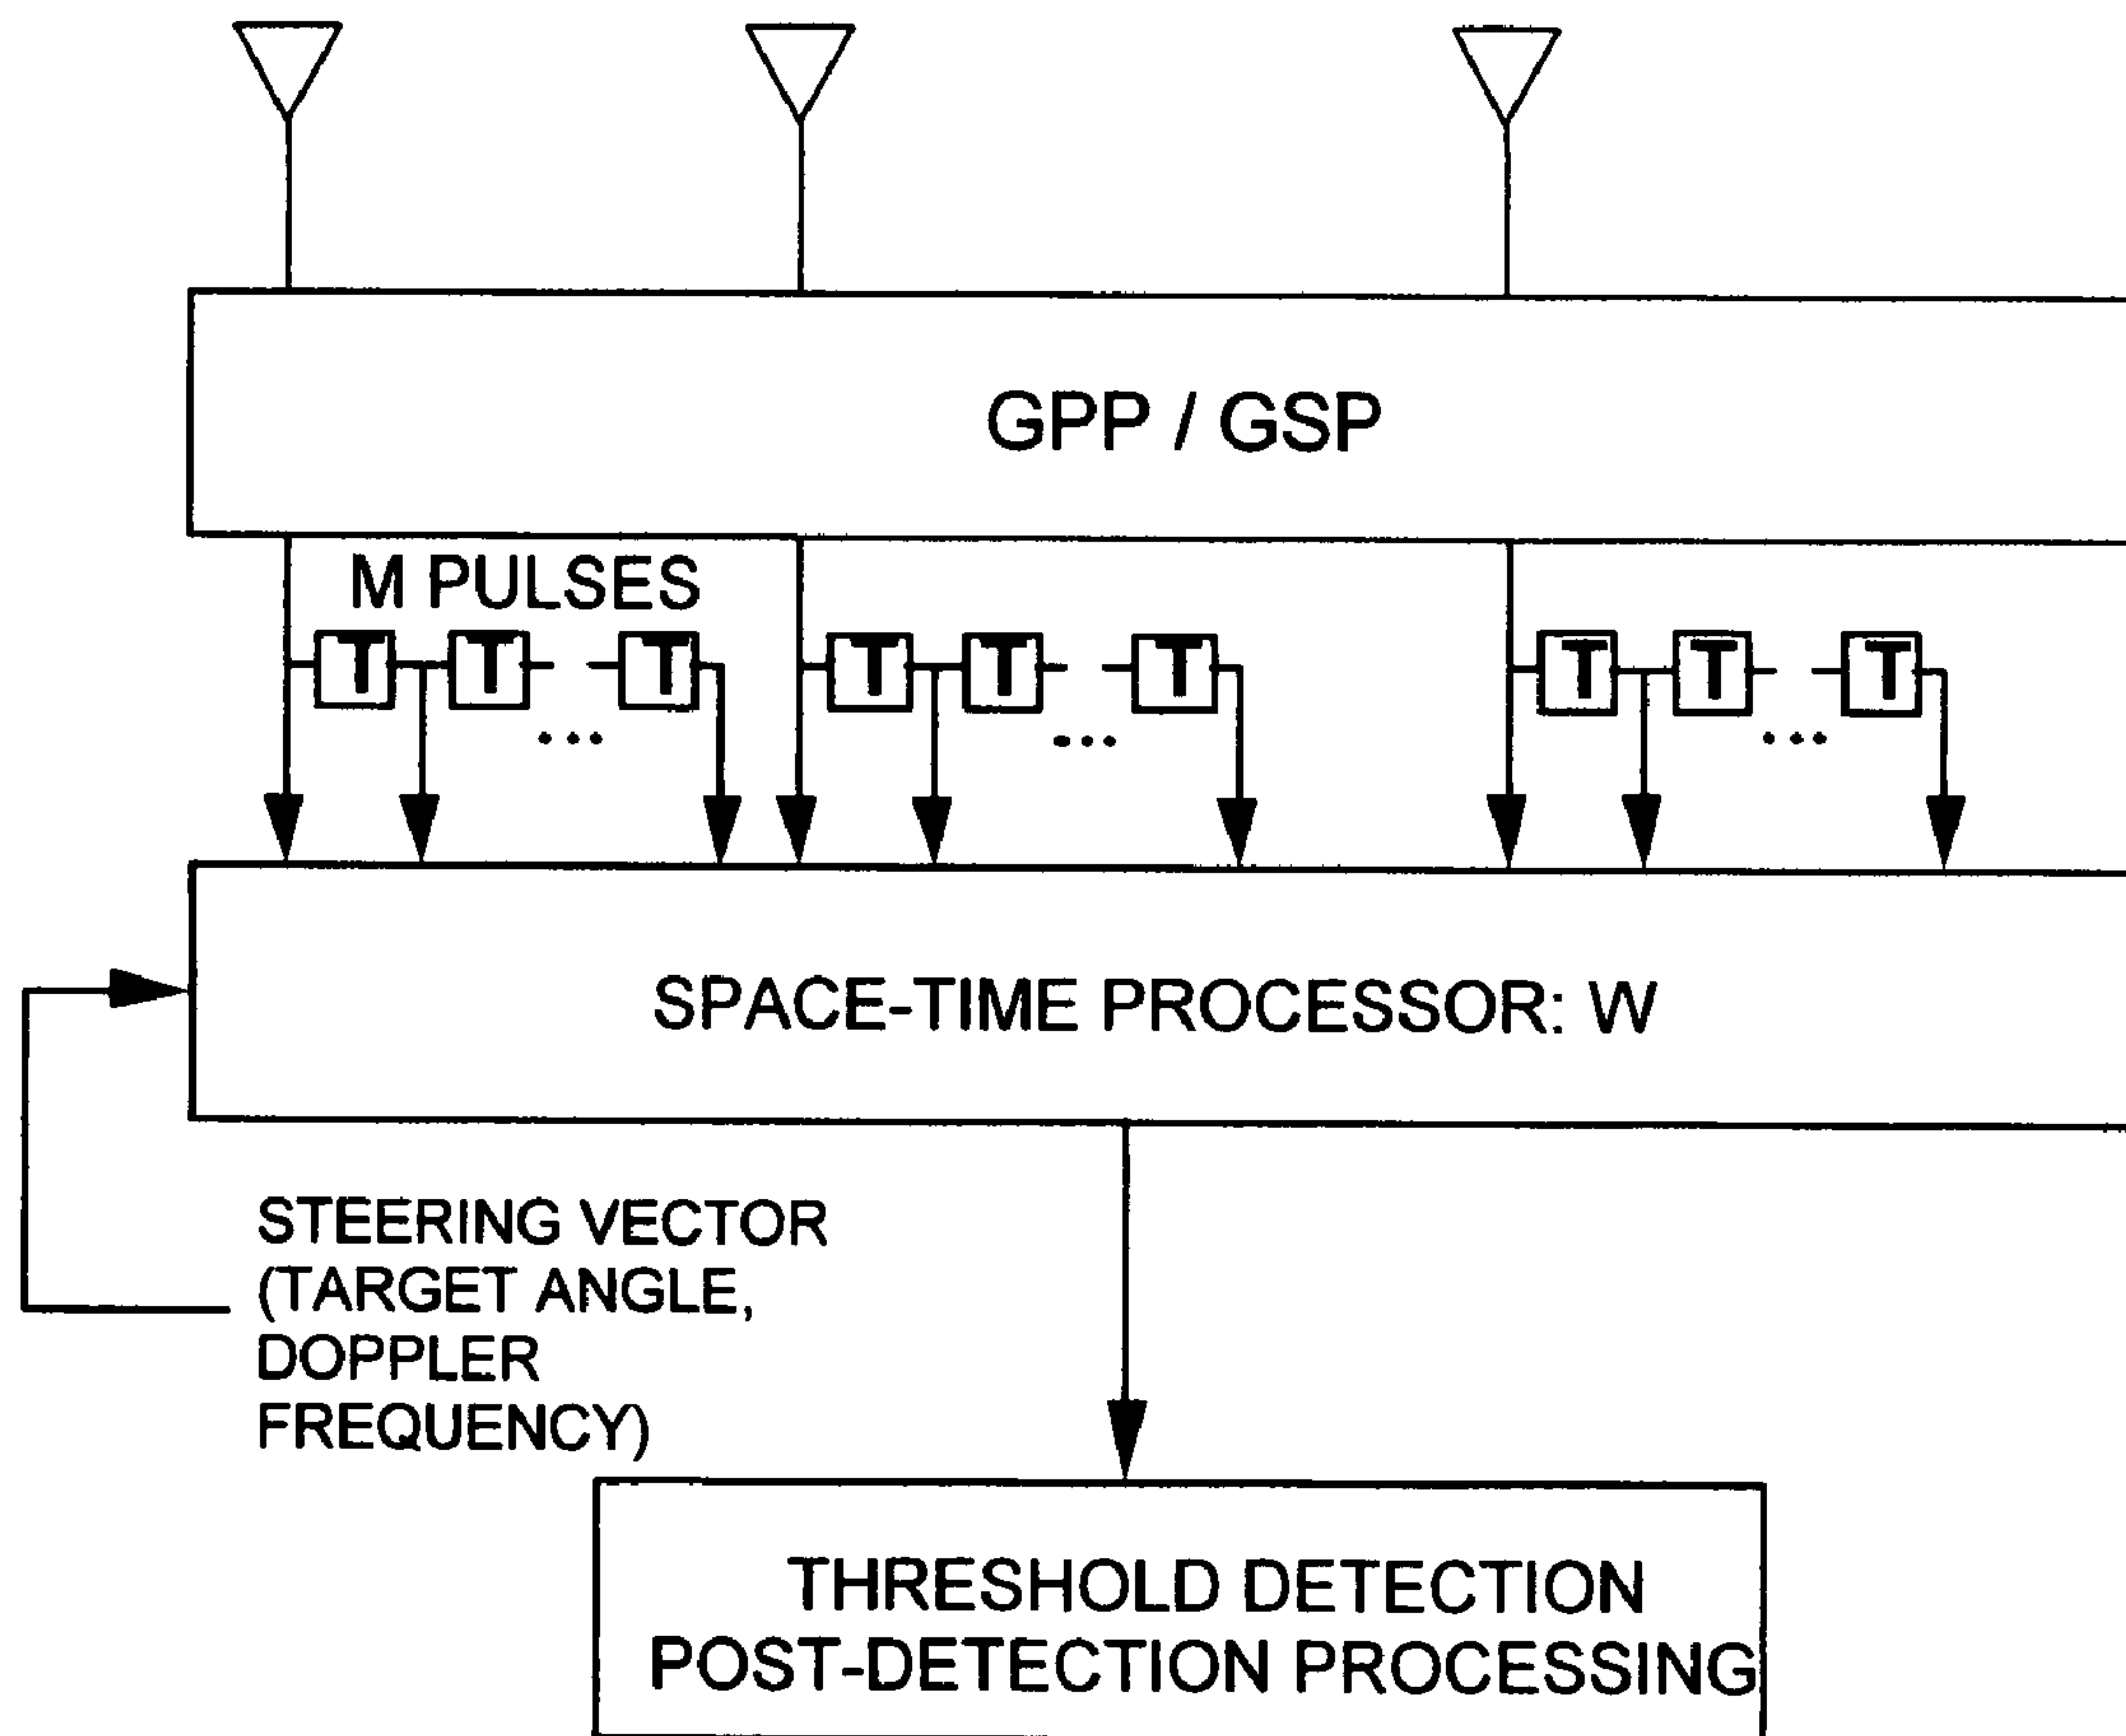 GPP / GSP
M PULSES
T T T T T T T T T
... ... ...
SPACE-TIME PROCESSOR: W
STEERING VECTOR
(TARGET ANGLE,
DOPPLER
FREQUENCY)
THRESHOLD DETECTION
POST-DETECTION PROCESSING